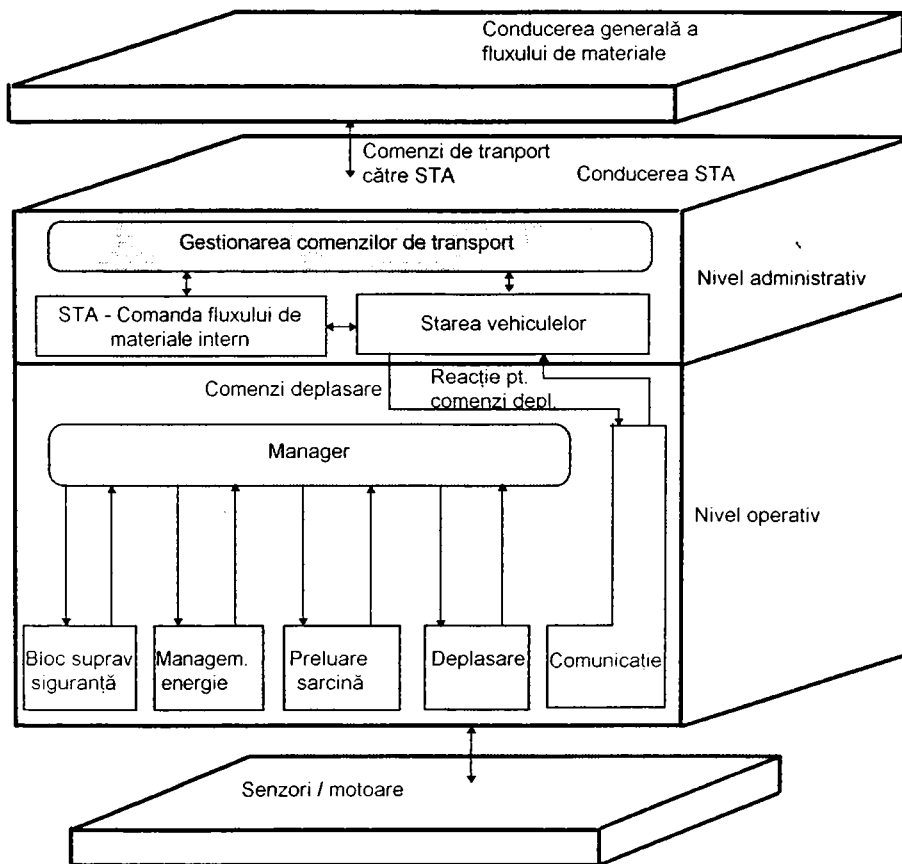 Conducerea generală a
fluxului de materiale
Comenzi de tranport
către STA
Conducerea STA
Gestionarea comenzilor de transport
Nivel administrativ
STA - Comanda fluxului de
materiale intern
Starea vehiculelor
Comenzi deplasare
Reacție pt.
comenzi depl.
Manager
Nivel operativ
Bloc suprav
siguranță
Managem.
energie
Preluare
sarcină
Deplasare
Comunicatie
Senzori / motoare